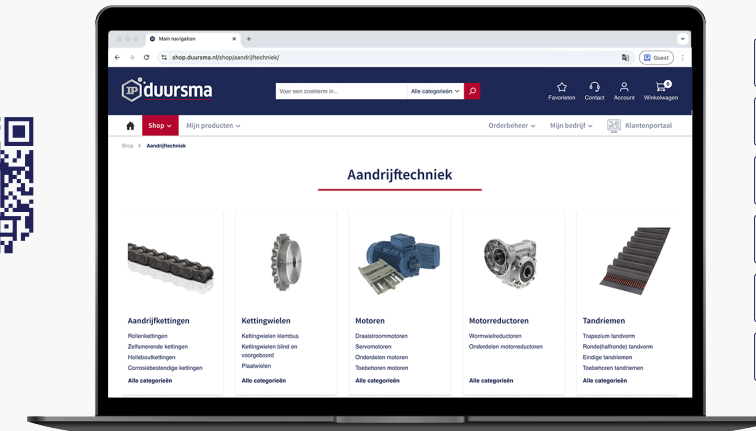 Main navigation
shop.duursma.nl/shop/aandrijftechniek/
Guest
IP duursma
Voer een zoekterm in...
Alle categorieën
Favorieten
Contact
Account
0
Winkelwagen
Shop
Mijn producten
Orderbeheer
Mijn bedrijf
Klantenportaal
Shop > Aandrijftechniek
Aandrijftechniek
Aandrijfkettingen
Rollenkettingen
Zelfsmerende kettingen
Holleboutkettingen
Corrosiebestendige kettingen
Alle categorieën
Kettingwielen
Kettingwielen klembus
Kettingwielen blind en
voorgeboord
Plaatwielen
Alle categorieën
Motoren
Draaistroommotoren
Servomotoren
Onderdelen motoren
Toebehoren motoren
Alle categorieën
Motorreductoren
Wormwielreductoren
Onderdelen motorreductoren
Alle categorieën
Tandriemen
Trapezium tandvorm
Ronde(halfronde) tandvorm
Eindige tandriemen
Toebehoren tandriemen
Alle categorieën